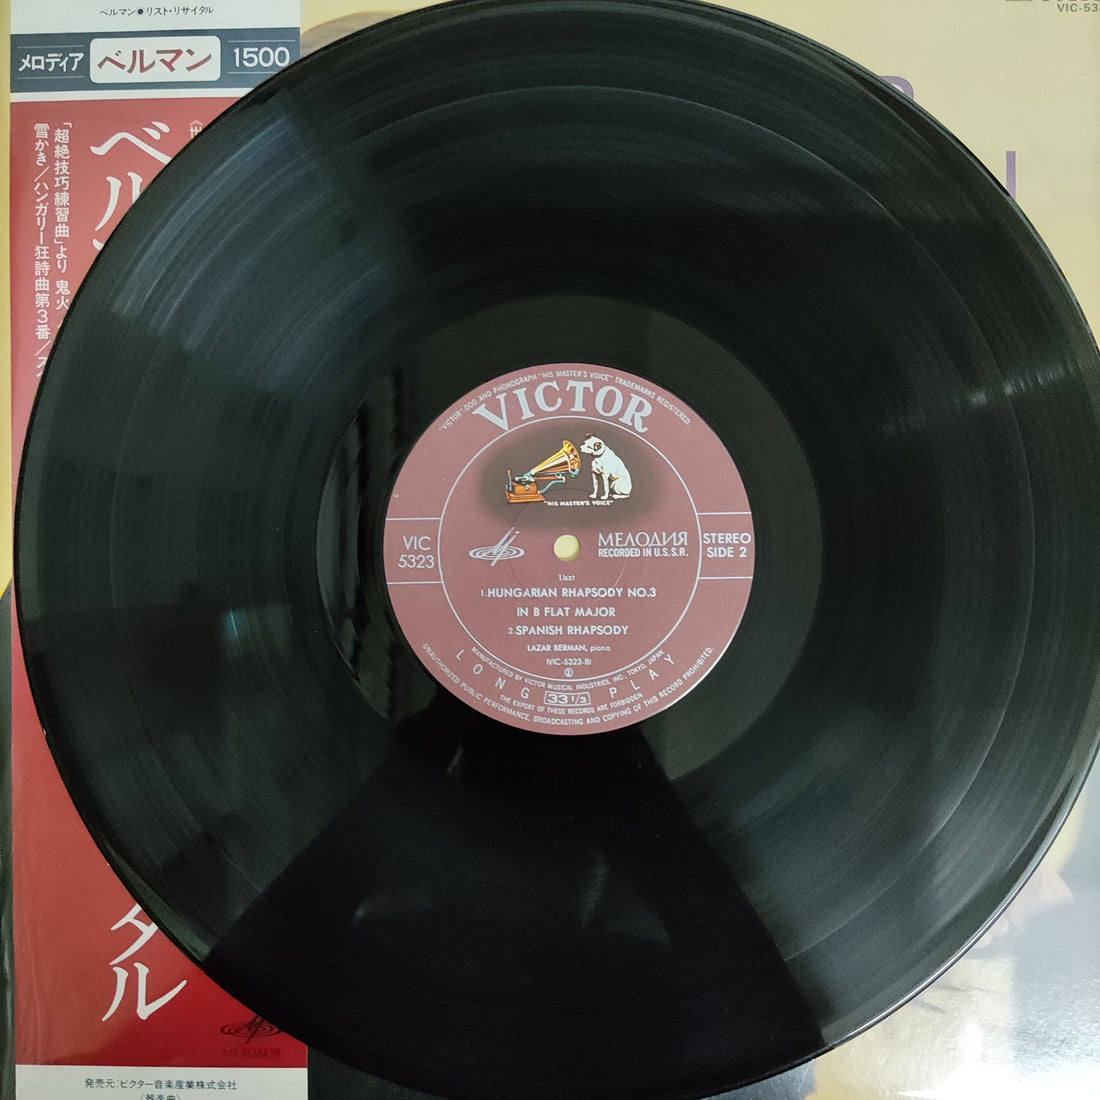 ベルマン●リスト・リサイタル
メロディア ベルマン 1500
「超絶技巧練習曲」より 鬼火
雪かき/ハンガリー狂詩曲第3番/ス
タル
МЕЛОДИЯ
発売元:ビクター音楽産業株式会社
(器楽曲)
VIC-53
"VICTOR" DOG AND PHONOGRAPH "HIS MASTER'S VOICE" TRADEMARKS REGISTERED.
VICTOR
"HIS MASTER'S VOICE"
VIC
5323
МЕЛОДИЯ
RECORDED IN U.S.S.R.
STEREO
SIDE 2
Liszt
1.HUNGARIAN RHAPSODY NO.3
IN B FLAT MAJOR
2.SPANISH RHAPSODY
LAZAR BERMAN, piano
(VIC-5323-B)
②
MANUFACTURED BY VICTOR MUSICAL INDUSTRIES, INC., TOKYO, JAPAN
LONG 33 1/3 PLAY
THE EXPORT OF THESE RECORDS ARE FORBIDDEN.
UNAUTHORIZED PUBLIC PERFORMANCE, BROADCASTING AND COPYING OF THIS RECORD PROHIBITED.